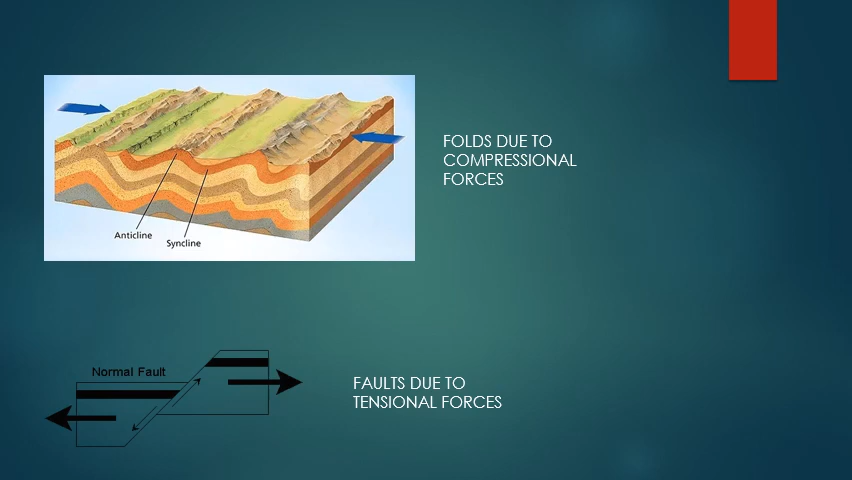 FOLDS DUE TO
COMPRESSIONAL
FORCES
Anticline
Syncline
Normal Fault
FAULTS DUE TO
TENSIONAL FORCES